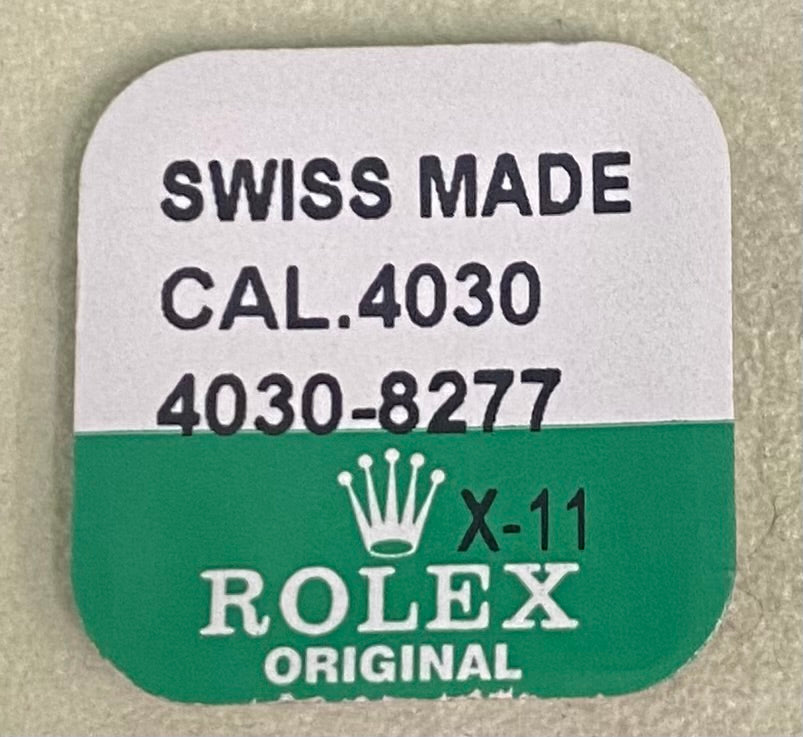 SWISS MADE
CAL.4030
4030-8277
X-11
ROLEX
ORIGINAL